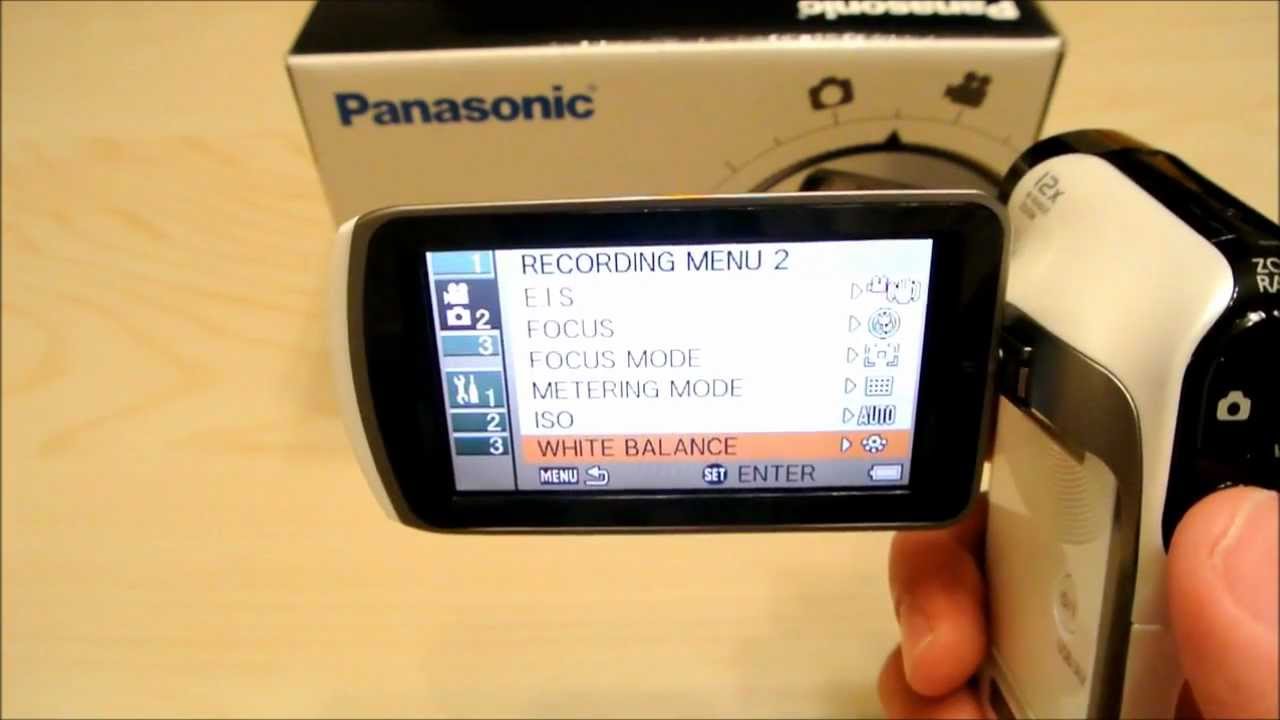 Panasonic
Panasonic
12x
1
RECORDING MENU 2
EIS
2
FOCUS
3
FOCUS MODE
1
METERING MODE
2
ISO AUTO
3
WHITE BALANCE
MENU SET ENTER